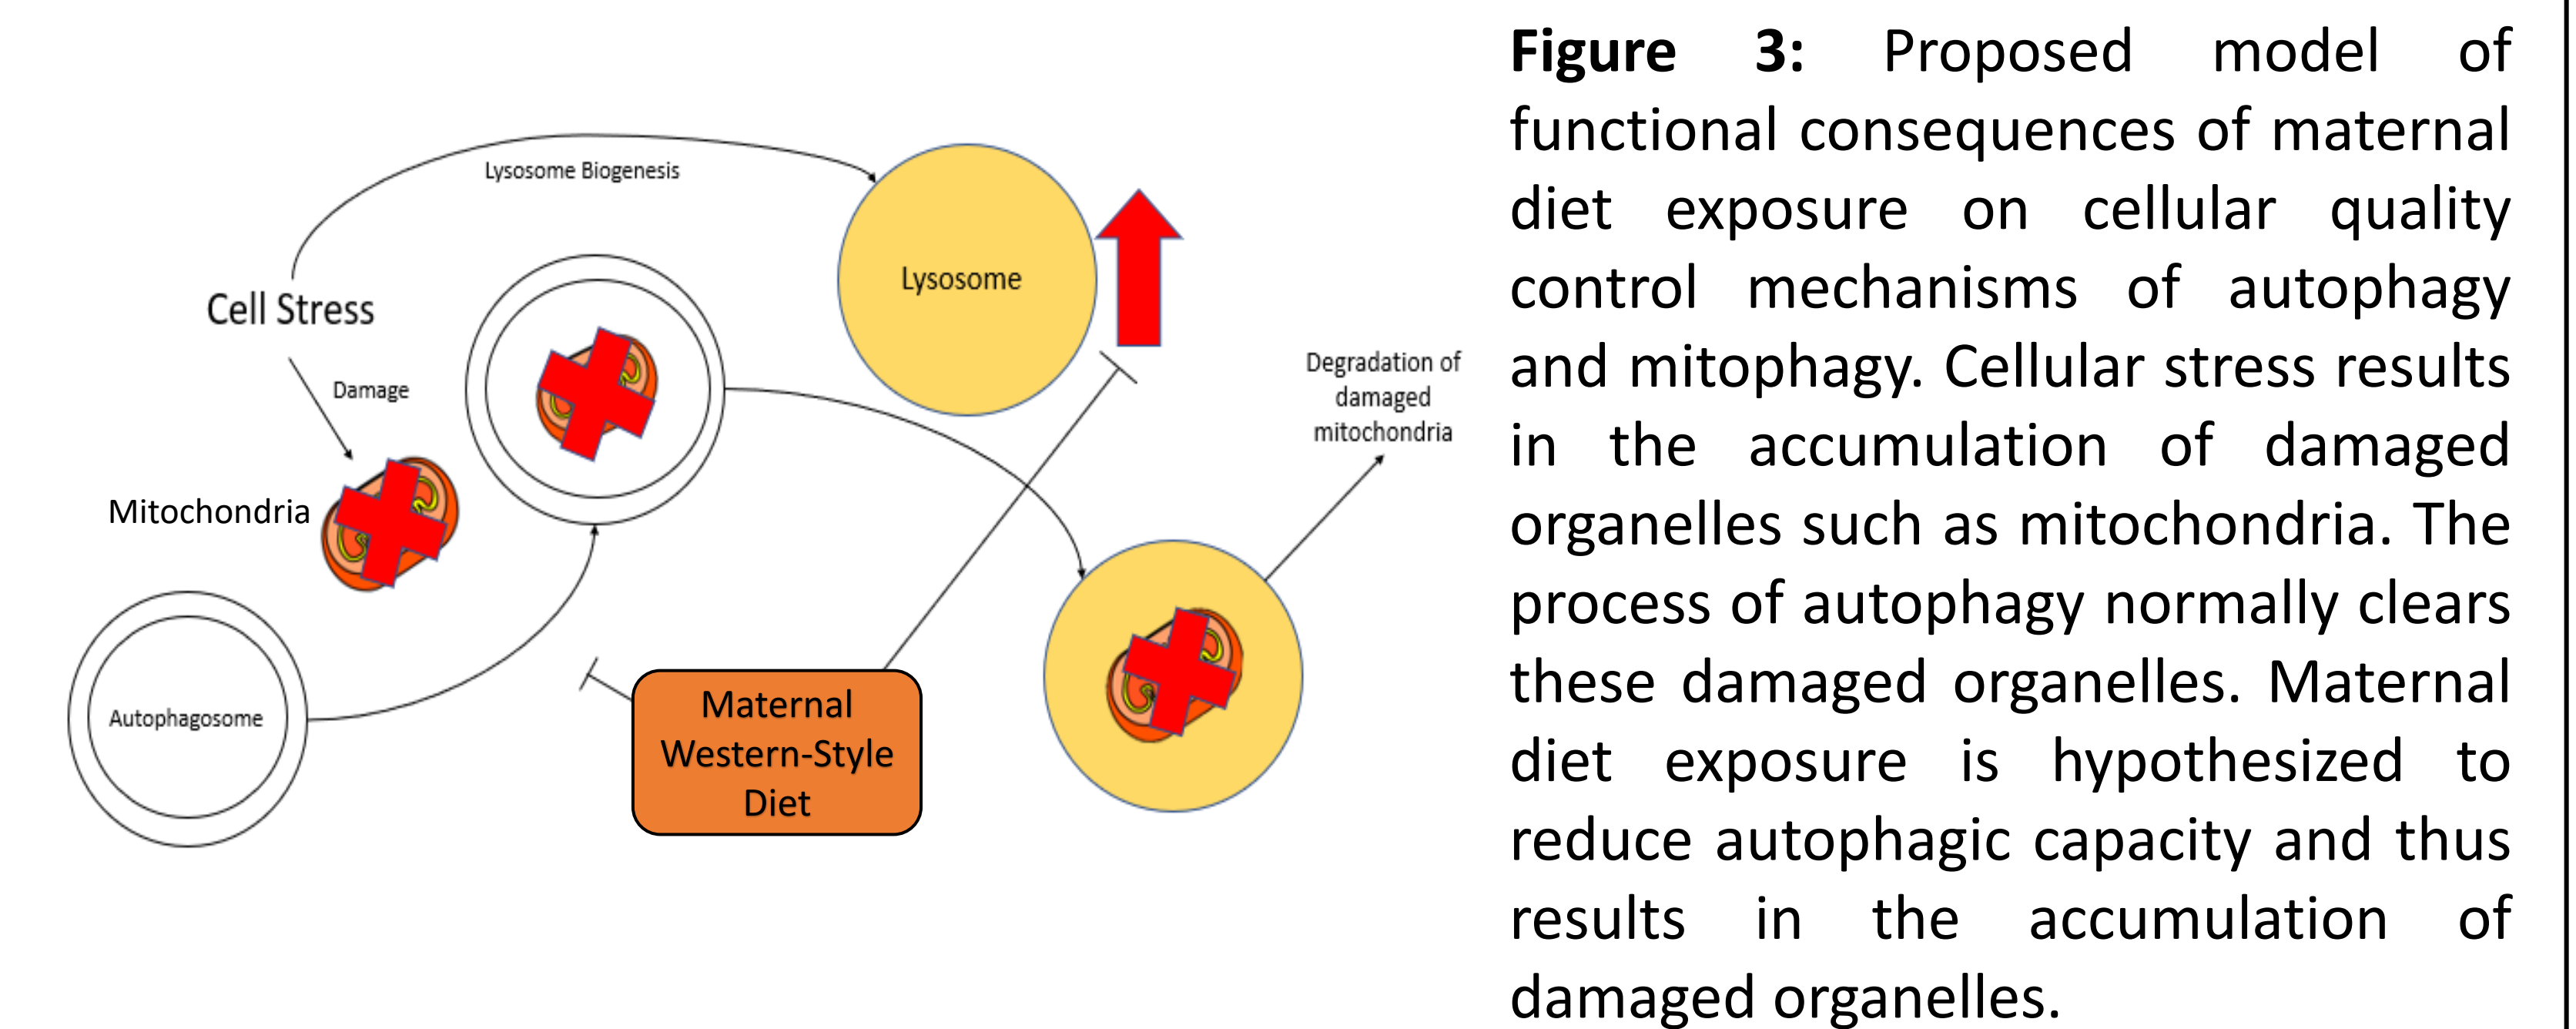 Lysosome Biogenesis
Lysosome
Cell Stress
Damage
Degradation of
damaged
mitochondria
Mitochondria
Autophagosome
Maternal
Western-Style
Diet
Figure 3: Proposed model of
functional consequences of maternal
diet exposure on cellular quality
control mechanisms of autophagy
and mitophagy. Cellular stress results
in the accumulation of damaged
organelles such as mitochondria. The
process of autophagy normally clears
these damaged organelles. Maternal
diet exposure is hypothesized to
reduce autophagic capacity and thus
results in the accumulation of
damaged organelles.